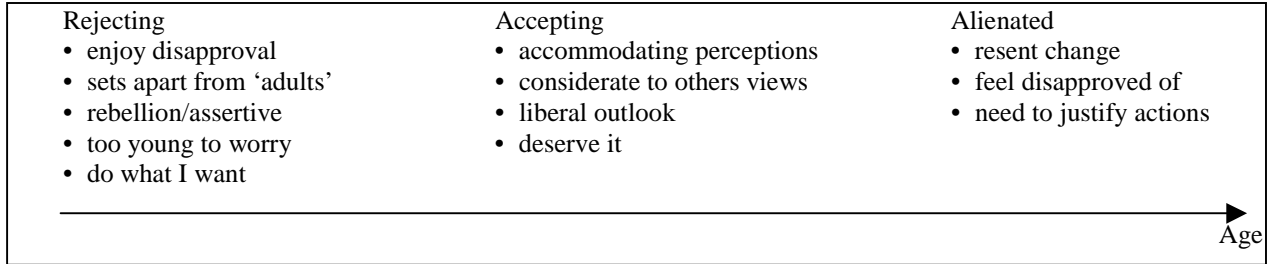 Rejecting
• enjoy disapproval
• sets apart from ‘adults’
• rebellion/assertive
• too young to worry
• do what I want
Accepting
• accommodating perceptions
• considerate to others views
• liberal outlook
• deserve it
Alienated
• resent change
• feel disapproved of
• need to justify actions
Age